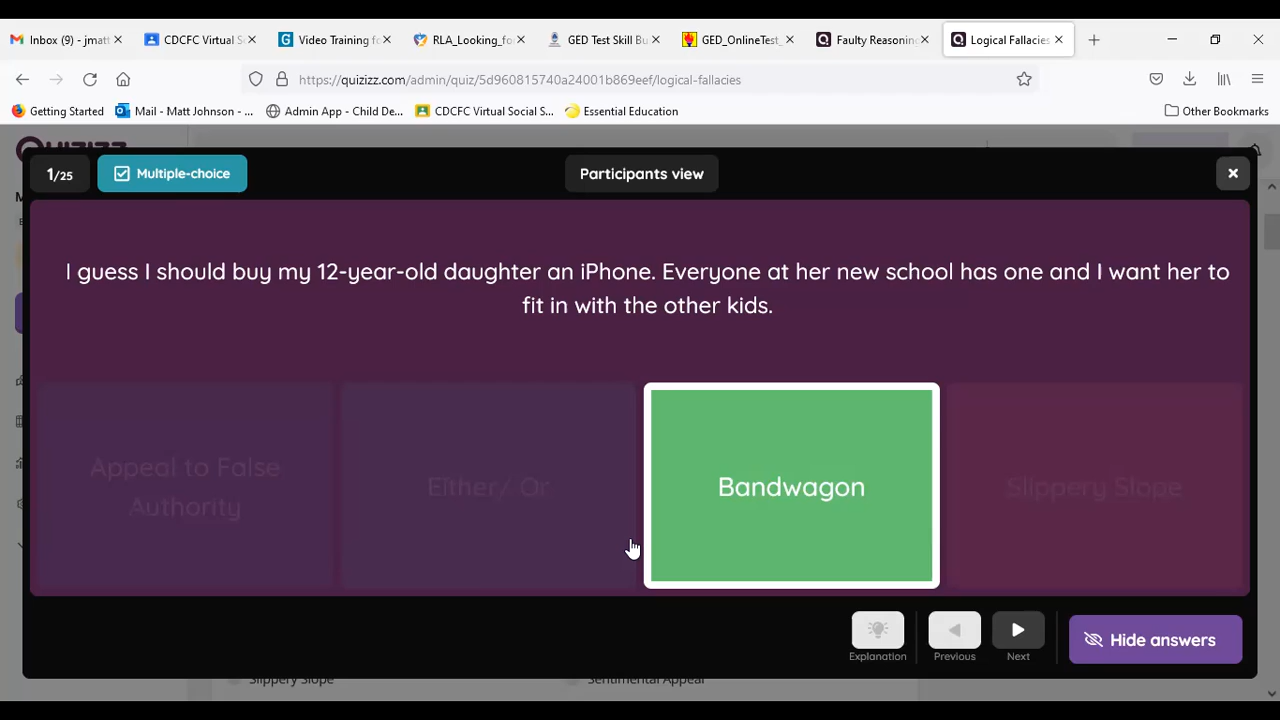 Inbox (9) - jmatt
CDCFC Virtual S
Video Training fo
RLA_Looking_fo
GED Test Skill Bu
GED_OnlineTest_
Faulty Reasoning
Logical Fallacies
https://quizizz.com/admin/quiz/5d960815740a24001b869eef/logical-fallacies
Getting Started
Mail - Matt Johnson - ...
Admin App - Child De...
CDCFC Virtual Social S...
Essential Education
Other Bookmarks
1/25
Multiple-choice
Participants view
I guess I should buy my 12-year-old daughter an iPhone. Everyone at her new school has one and I want her to
fit in with the other kids.
Appeal to False
Authority
Either/ Or
Bandwagon
Slippery Slope
Explanation
Previous
Next
Hide answers
Slippery Slope
Sentimental Appeal